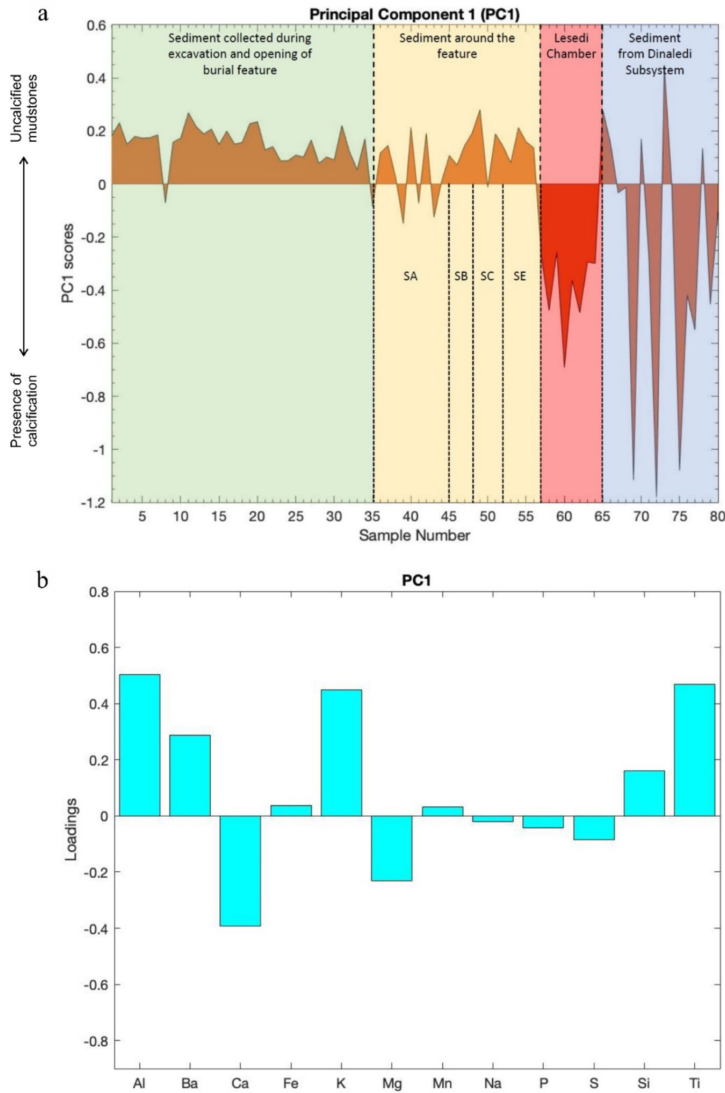 a
Principal Component 1 (PC1)
Sediment collected during
excavation and opening of
burial feature
Sediment around the
feature
Lesedi
Chamber
Sediment
from Dinaledi
Subsystem
Uncalcified
mudstones
Presence of
calcification
PC1 scores
0.6
0.4
0.2
0
-0.2
-0.4
-0.6
-0.8
-1
-1.2
SA
SB
SC
SE
5 10 15 20 25 30 35 40 45 50 55 60 65 70 75 80
Sample Number
b
PC1
Loadings
0.8
0.6
0.4
0.2
0
-0.2
-0.4
-0.6
-0.8
Al Ba Ca Fe K Mg Mn Na P S Si Ti